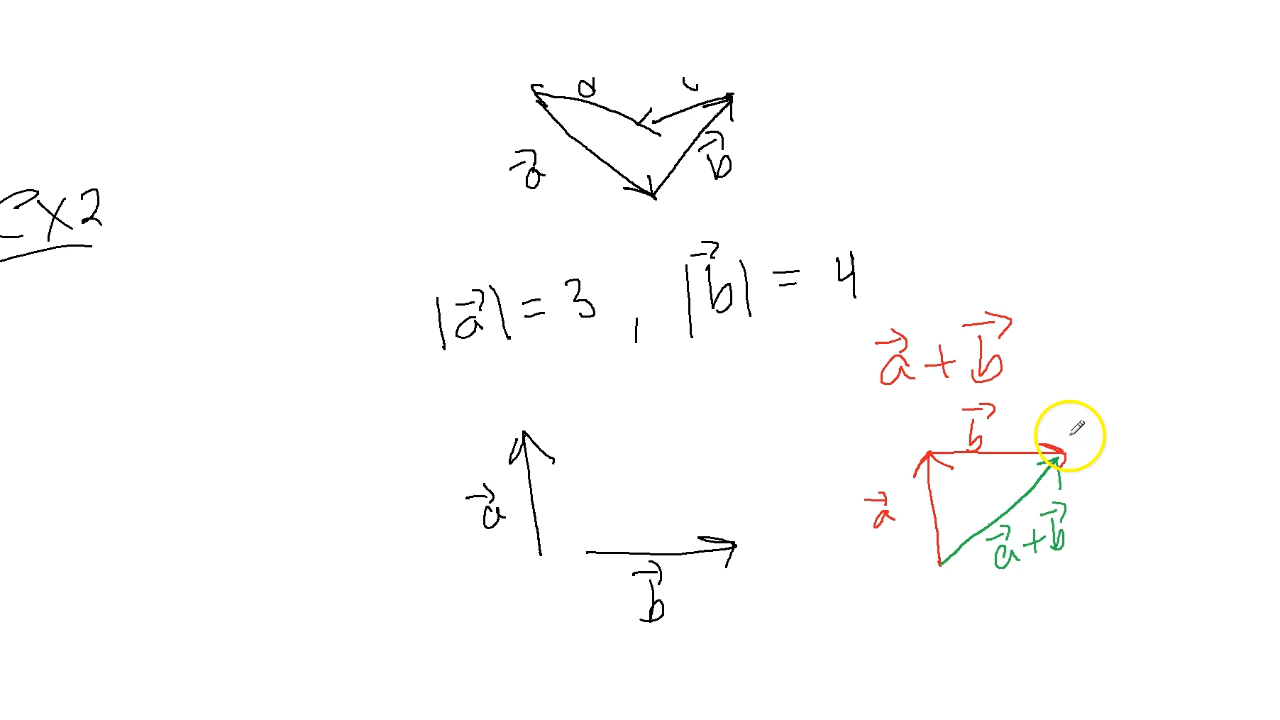 d c
a⃗ b⃗
Ex2
|a⃗| = 3 , |b⃗| = 4
a⃗ + b⃗
b⃗
a⃗
a⃗ a⃗+b⃗
b⃗